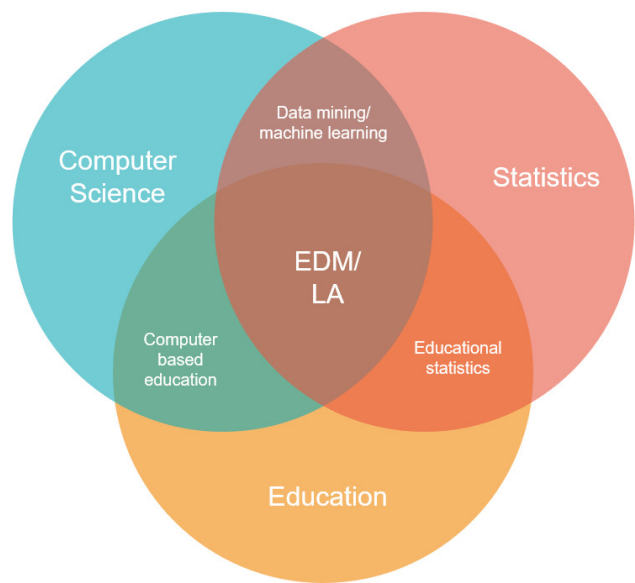 Data mining/
machine learning
Computer
Science
Statistics
EDM/
LA
Computer
based
education
Educational
statistics
Education